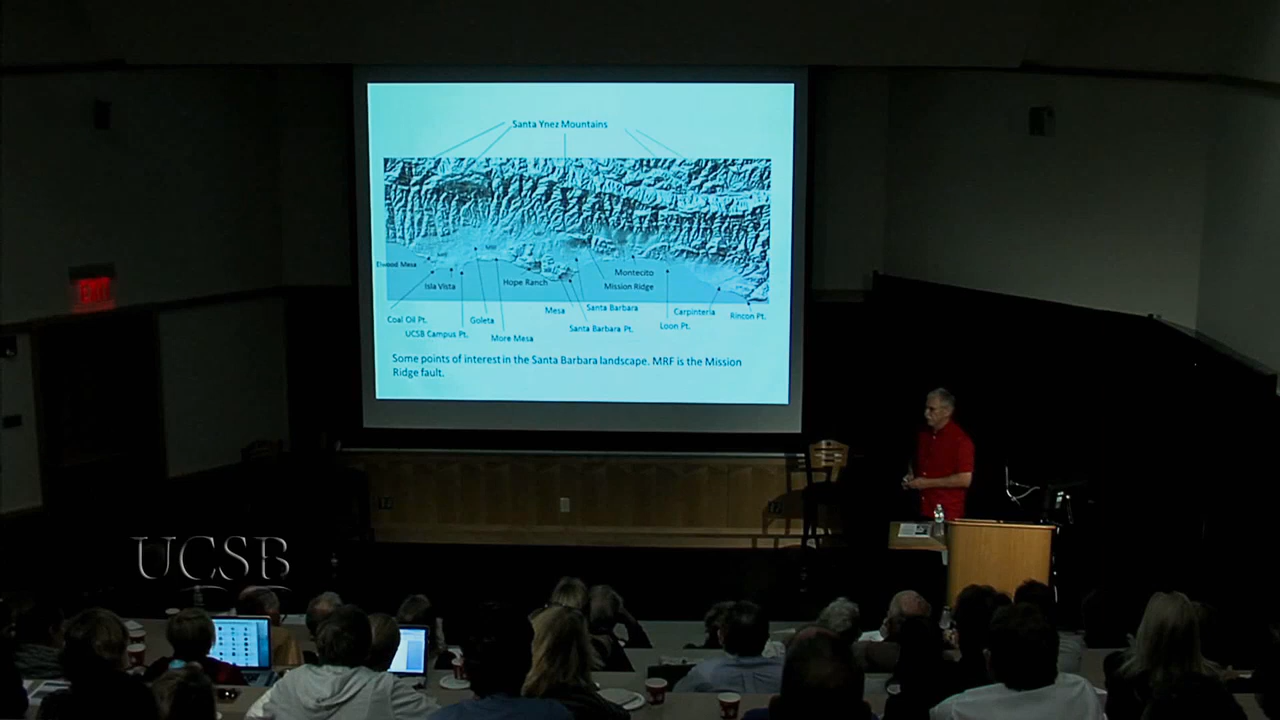 Santa Ynez Mountains
MRF
MRF
Elwood Mesa
Montecito
Isla Vista
Hope Ranch
Mission Ridge
Mesa
Santa Barbara
Coal Oil Pt.
Goleta
Carpinteria
Rincon Pt.
UCSB Campus Pt.
Santa Barbara Pt.
Loon Pt.
More Mesa
Some points of interest in the Santa Barbara landscape. MRF is the Mission
Ridge fault.
EXIT
UCSB